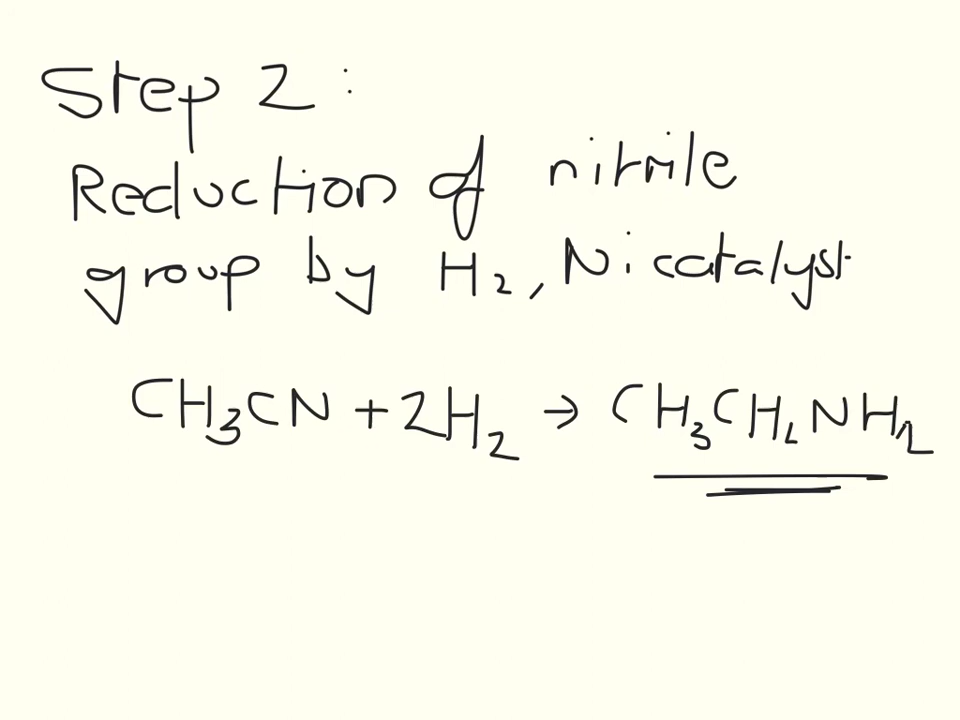 Step 2 :
Reduction of nitrile
group by H₂, Ni catalyst
CH₃CN + 2H₂ → CH₃CH₂NH₂